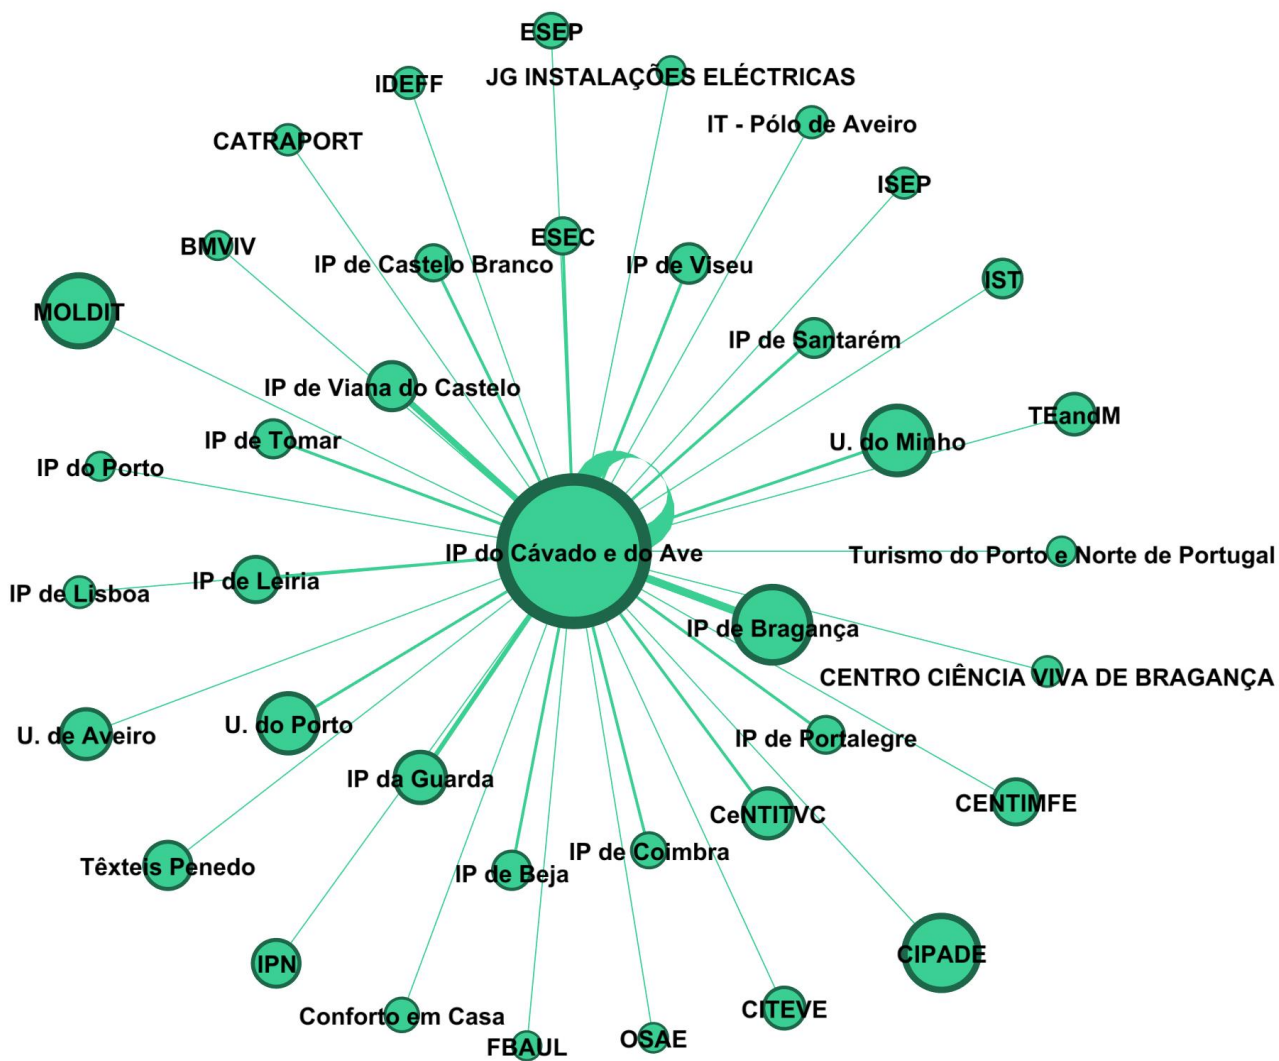 ESEP
JG INSTALAÇÕES ELÉCTRICAS
IDEFF
IT - Pólo de Aveiro
CATRAPORT
ISEP
ESEC
BMVIV
IP de Castelo Branco
IP de Viseu
IST
MOLDIT
IP de Santarém
IP de Viana do Castelo
TEandM
IP de Tomar
U. do Minho
IP do Porto
IP do Cávado e do Ave
Turismo do Porto e Norte de Portugal
IP de Leiria
IP de Lisboa
IP de Bragança
CENTRO CIÊNCIA VIVA DE BRAGANÇA
U. do Porto
U. de Aveiro
IP de Portalegre
IP da Guarda
CENTIMFE
CeNTITVC
IP de Coimbra
Têxteis Penedo
IP de Beja
CIPADE
IPN
CITEVE
Conforto em Casa
OSAE
FBAUL